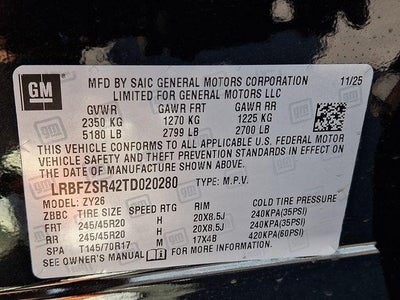 GM
MFD BY SAIC GENERAL MOTORS CORPORATION 11/25
LIMITED FOR GENERAL MOTORS LLC
GVWR GAWR FRT GAWR RR
2350 KG 1270 KG 1225 KG
5180 LB 2799 LB 2700 LB
THIS VEHICLE CONFORMS TO ALL APPLICABLE U.S. FEDERAL MOTOR
VEHICLE SAFETY AND THEFT PREVENTION STANDARDS IN EFFECT ON
THE DATE OF MANUFACTURE SHOWN ABOVE.
LRBFZSR42TD020280 TYPE: M.P.V.
MODEL: ZY26
ZBBC TIRE SIZE SPEED RTG RIM COLD TIRE PRESSURE
FRT 245/45R20 H 20X8.5J 240KPA(35PSI)
RR 245/45R20 H 20X8.5J 240KPA(35PSI)
SPA T145/70R17 M 17X4B 420KPA(60PSI)
SEE OWNER'S MANUAL FOR MORE INFORMATION